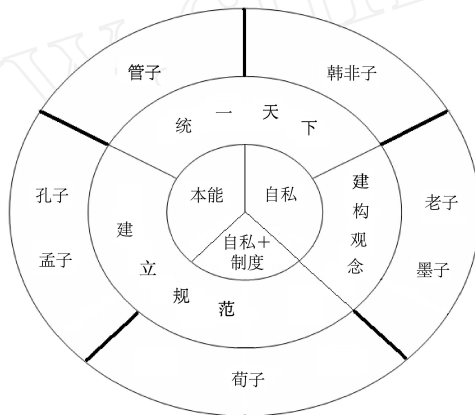 管子
韩非子
统一天下
孔子
孟子
本能
自私
自私+
制度
建立规范
建构观念
老子
墨子
荀子